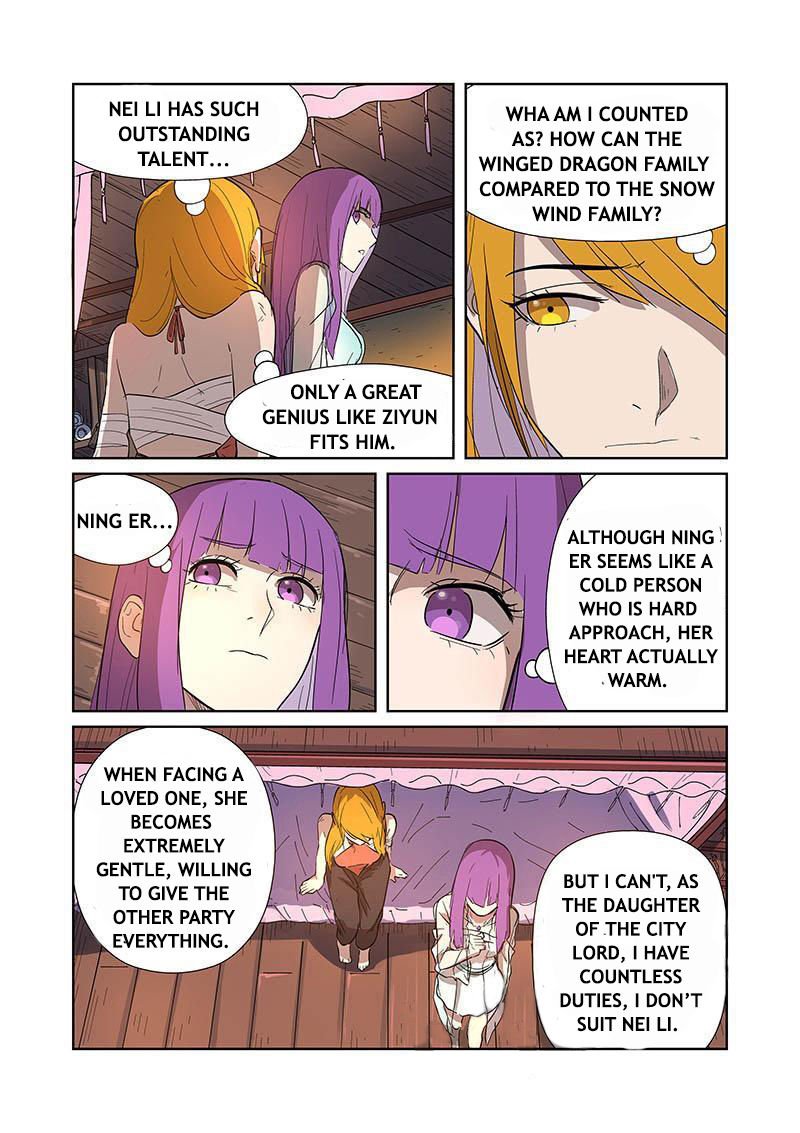 NEI LI HAS SUCH
OUTSTANDING
TALENT...
ONLY A GREAT
GENIUS LIKE ZIYUN
FITS HIM.
WHA AM I COUNTED
AS? HOW CAN THE
WINGED DRAGON FAMILY
COMPARED TO THE SNOW
WIND FAMILY?
NING ER...
ALTHOUGH NING
ER SEEMS LIKE A
COLD PERSON
WHO IS HARD
APPROACH, HER
HEART ACTUALLY
WARM.
WHEN FACING A
LOVED ONE, SHE
BECOMES
EXTREMELY
GENTLE, WILLING
TO GIVE THE
OTHER PARTY
EVERYTHING.
BUT I CAN'T, AS
THE DAUGHTER
OF THE CITY
LORD, I HAVE
COUNTLESS
DUTIES, I DON'T
SUIT NEI LI.